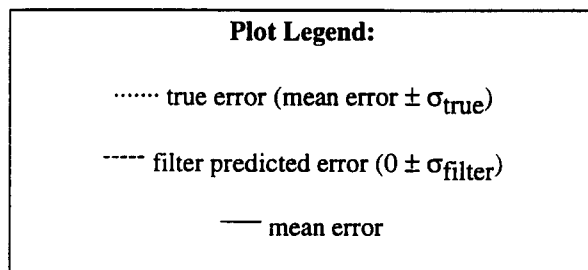 Plot Legend:
....... true error (mean error ± σtrue)
----- filter predicted error (0 ± σfilter)
—— mean error